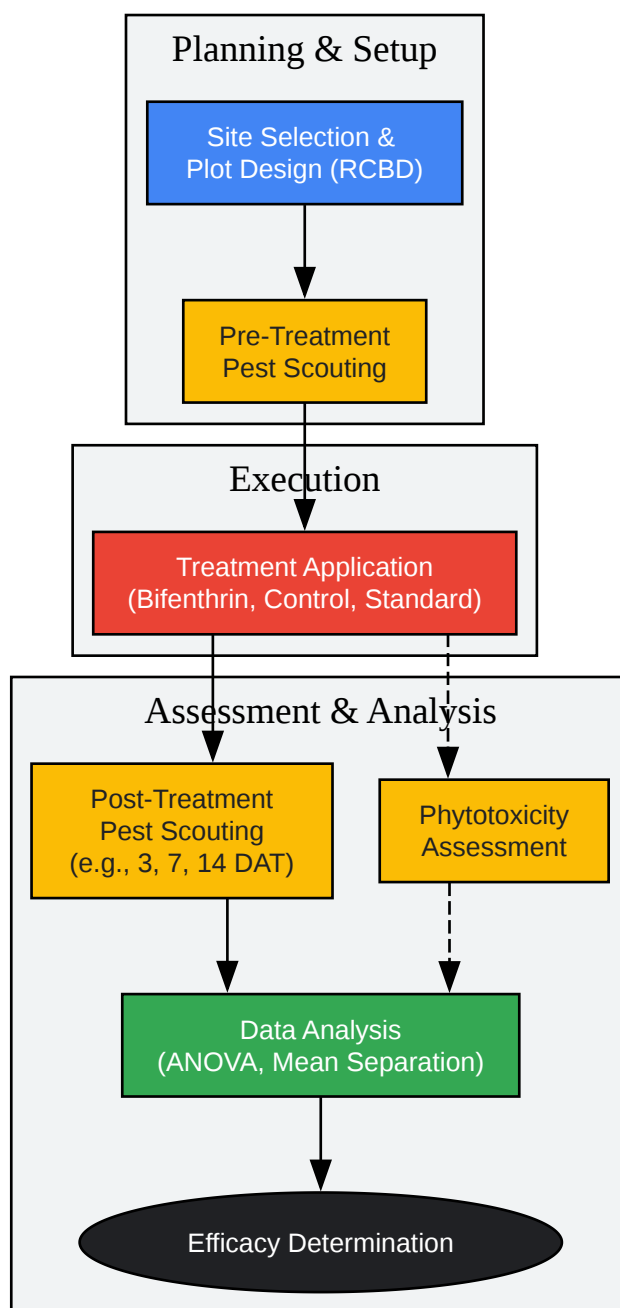 Planning & Setup
Site Selection &
Plot Design (RCBD)
Pre-Treatment
Pest Scouting
Execution
Treatment Application
(Bifenthrin, Control, Standard)
Assessment & Analysis
Post-Treatment
Pest Scouting
(e.g., 3, 7, 14 DAT)
Phytotoxicity
Assessment
Data Analysis
(ANOVA, Mean Separation)
Efficacy Determination